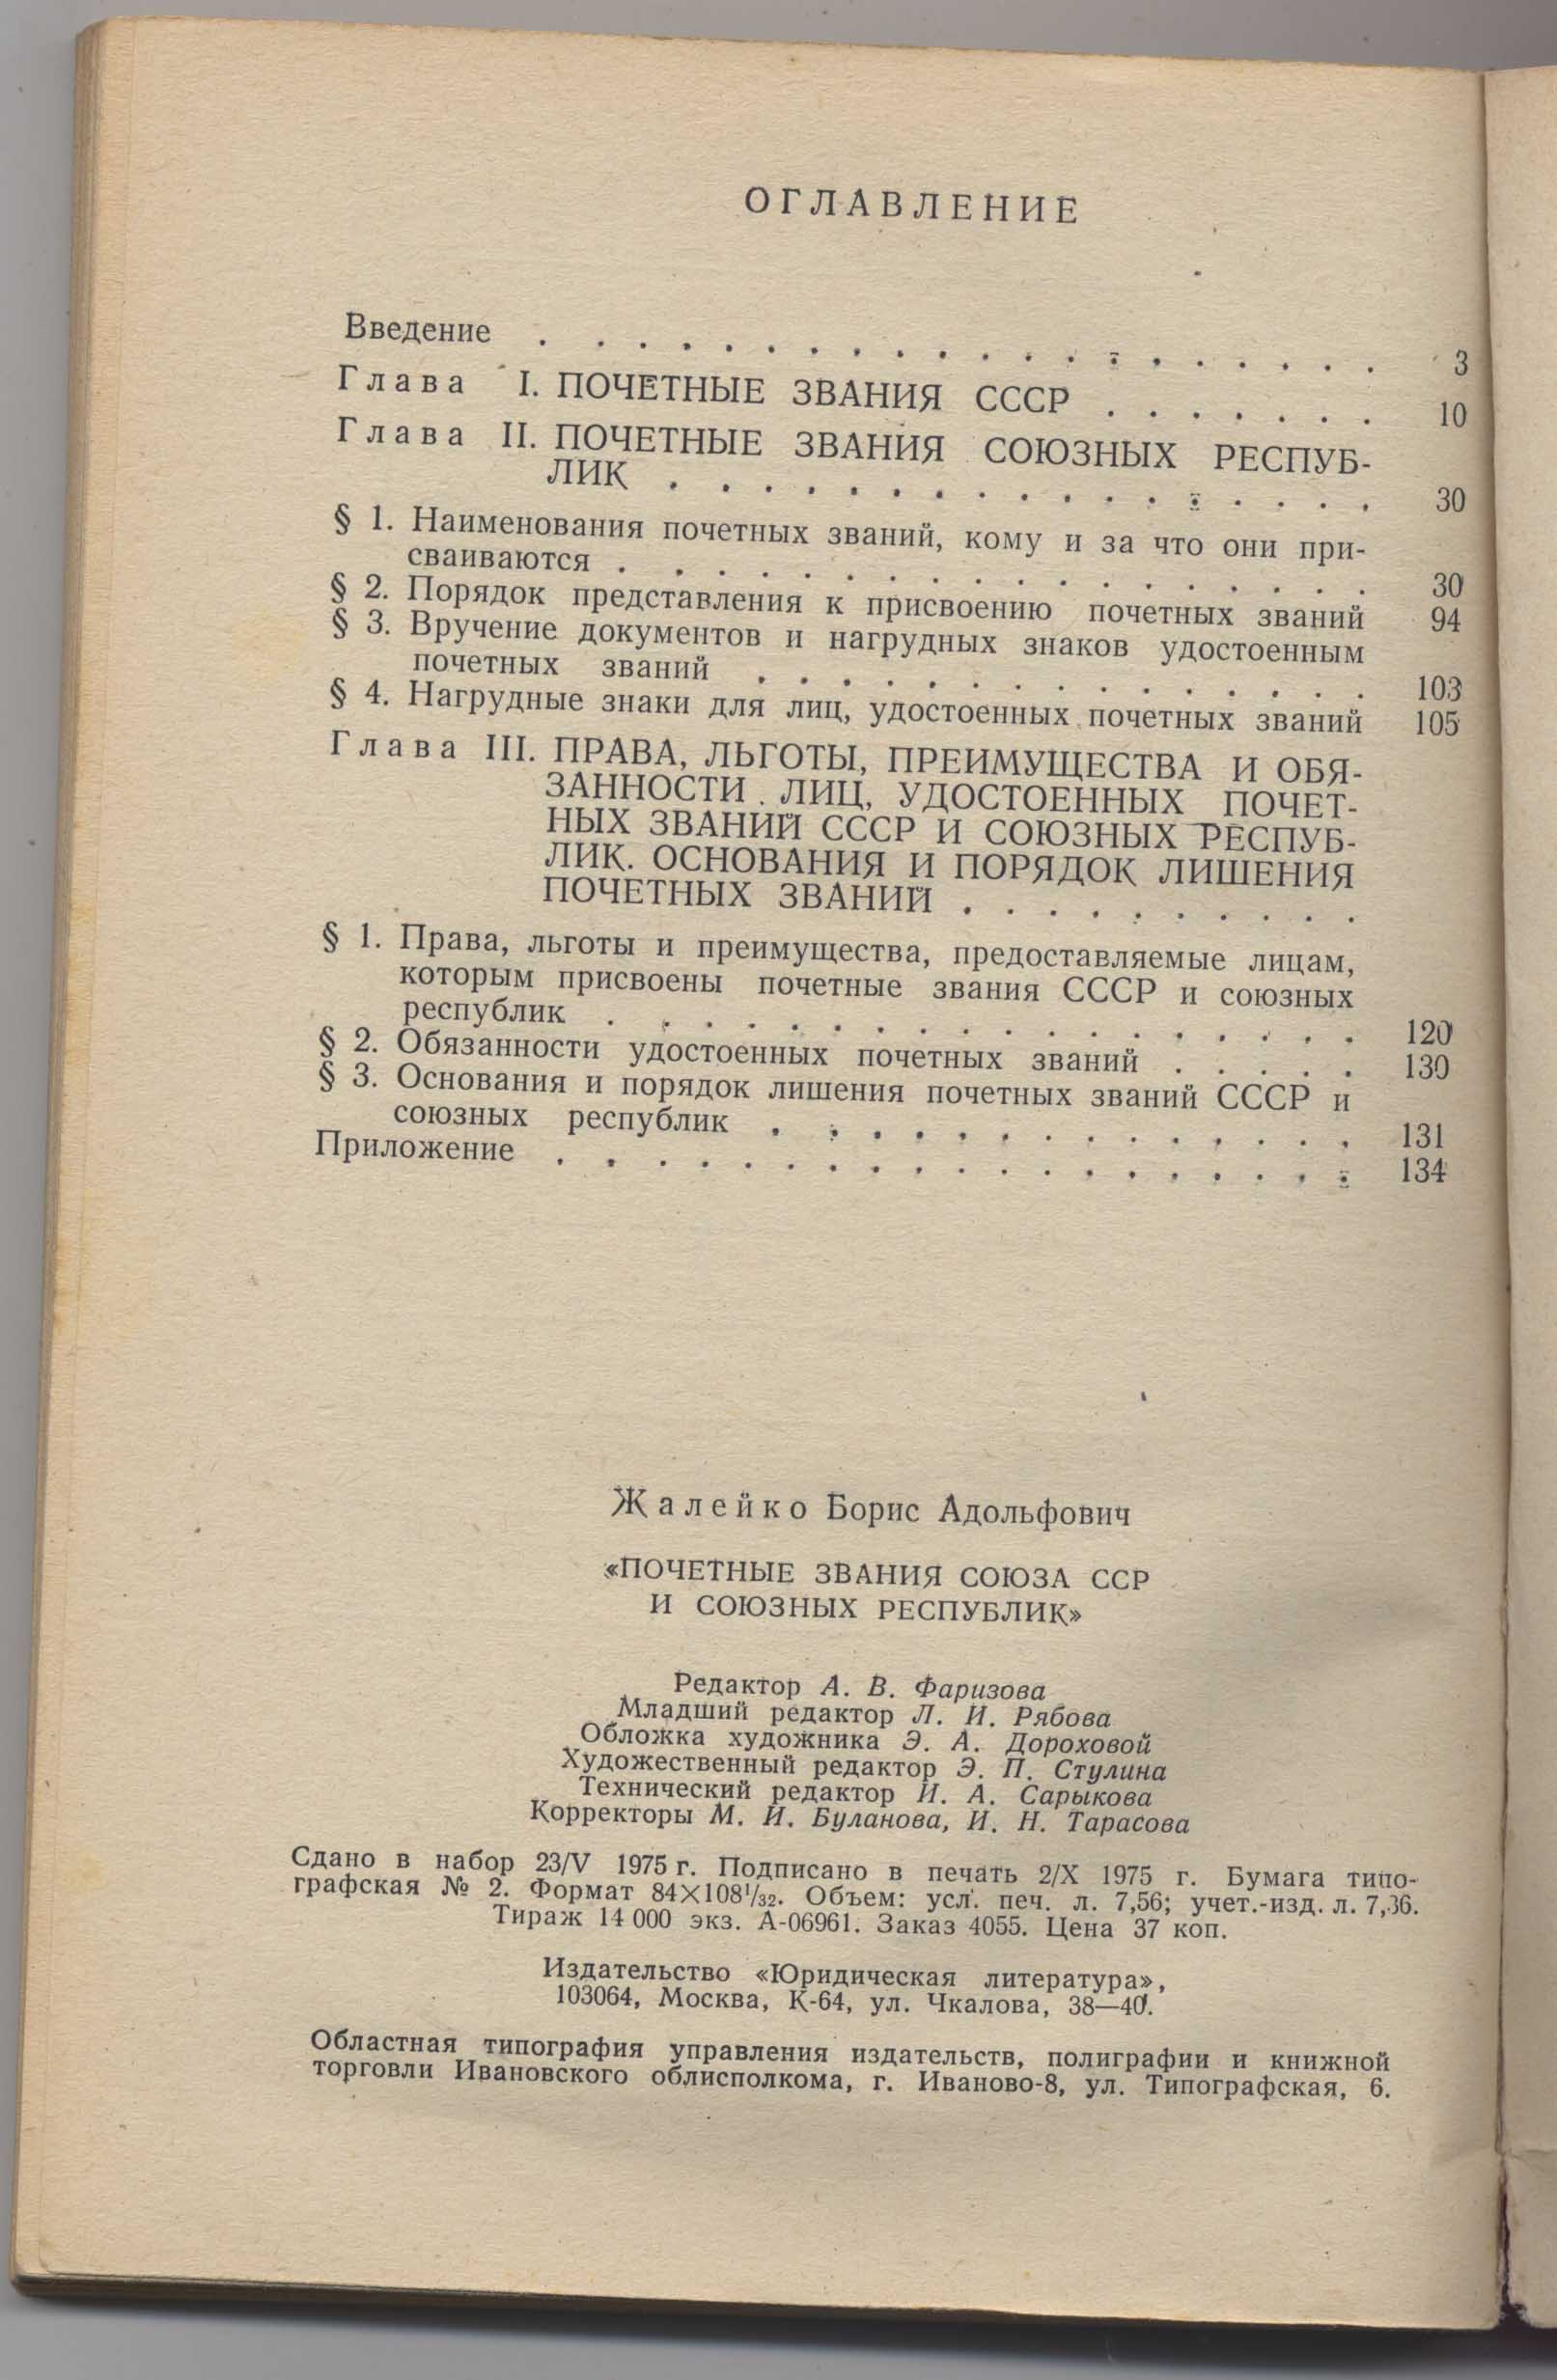 ОГЛАВЛЕНИЕ
Введение . . . . . . . . . . . . . . . . . . . . 3
Глава I. ПОЧЕТНЫЕ ЗВАНИЯ СССР . . . . . . . 10
Глава II. ПОЧЕТНЫЕ ЗВАНИЯ СОЮЗНЫХ РЕСПУБ-
ЛИК . . . . . . . . . . . . . . . . . 30
§ 1. Наименования почетных званий, кому и за что они при-
сваиваются . . . . . . . . . . . . . . . . . . 30
§ 2. Порядок представления к присвоению почетных званий 94
§ 3. Вручение документов и нагрудных знаков удостоенным
почетных званий . . . . . . . . . . . . . . . 103
§ 4. Нагрудные знаки для лиц, удостоенных почетных званий 105
Глава III. ПРАВА, ЛЬГОТЫ, ПРЕИМУЩЕСТВА И ОБЯ-
ЗАННОСТИ ЛИЦ, УДОСТОЕННЫХ ПОЧЕТ-
НЫХ ЗВАНИЙ СССР И СОЮЗНЫХ РЕСПУБ-
ЛИК. ОСНОВАНИЯ И ПОРЯДОК ЛИШЕНИЯ
ПОЧЕТНЫХ ЗВАНИЙ . . . . . . . . . .
§ 1. Права, льготы и преимущества, предоставляемые лицам,
которым присвоены почетные звания СССР и союзных
республик . . . . . . . . . . . . . . . . . . 120
§ 2. Обязанности удостоенных почетных званий . . . . . 130
§ 3. Основания и порядок лишения почетных званий СССР и
союзных республик . . . . . . . . . . . . . . 131
Приложение . . . . . . . . . . . . . . . . . . . 134
Жалейко Борис Адольфович
«ПОЧЕТНЫЕ ЗВАНИЯ СОЮЗА ССР
И СОЮЗНЫХ РЕСПУБЛИК»
Редактор А. В. Фаризова
Младший редактор Л. И. Рябова
Обложка художника Э. А. Дороховой
Художественный редактор Э. П. Стулина
Технический редактор И. А. Сарыкова
Корректоры М. И. Буланова, И. Н. Тарасова
Сдано в набор 23/V 1975 г. Подписано в печать 2/X 1975 г. Бумага типо-
графская № 2. Формат 84×108¹/₃₂. Объем: усл. печ. л. 7,56; учет.-изд. л. 7,36.
Тираж 14 000 экз. А-06961. Заказ 4055. Цена 37 коп.
Издательство «Юридическая литература»,
103064, Москва, К-64, ул. Чкалова, 38—40.
Областная типография управления издательств, полиграфии и книжной
торговли Ивановского облисполкома, г. Иваново-8, ул. Типографская, 6.